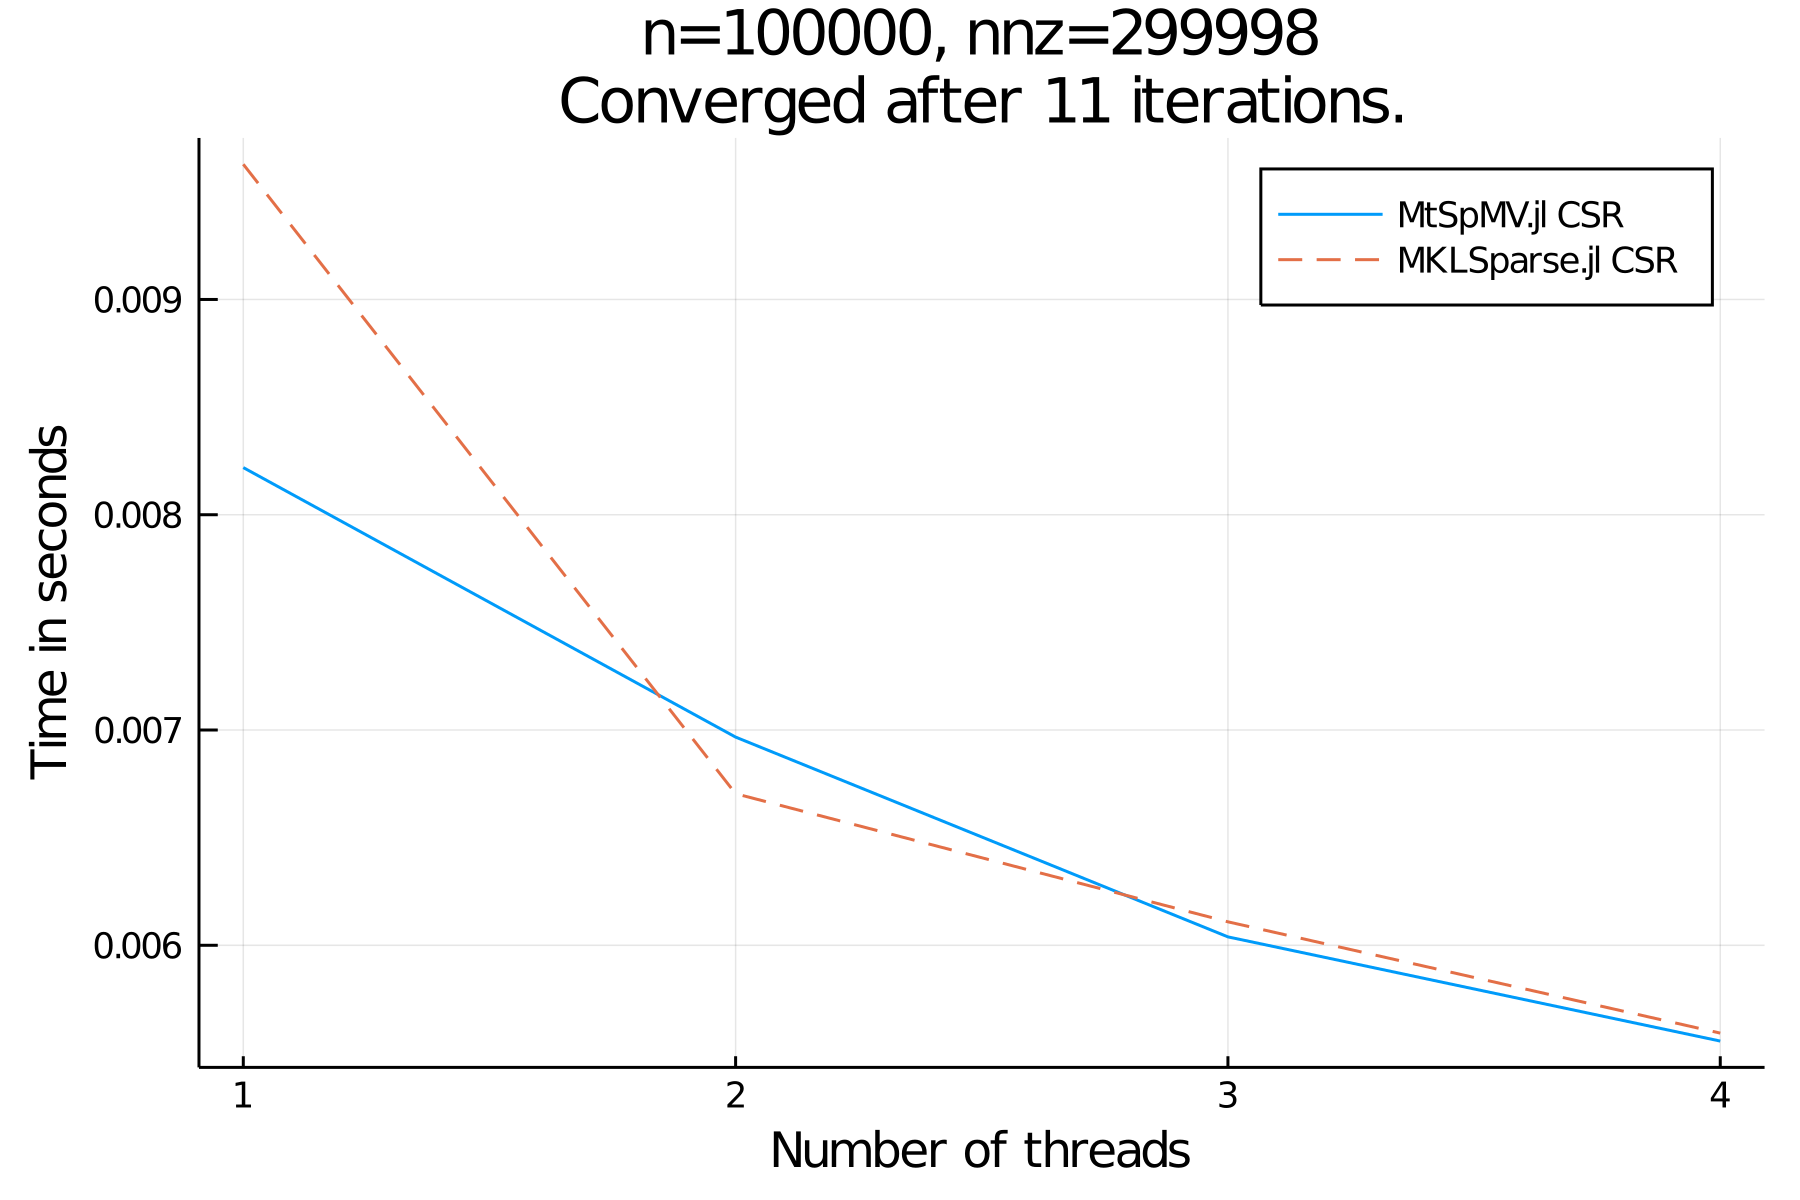 n=100000, nnz=299998
Converged after 11 iterations.
MtSpMV.jl CSR
MKLSparse.jl CSR
0.009
0.008
0.007
0.006
Time in seconds
1 2 3 4
Number of threads